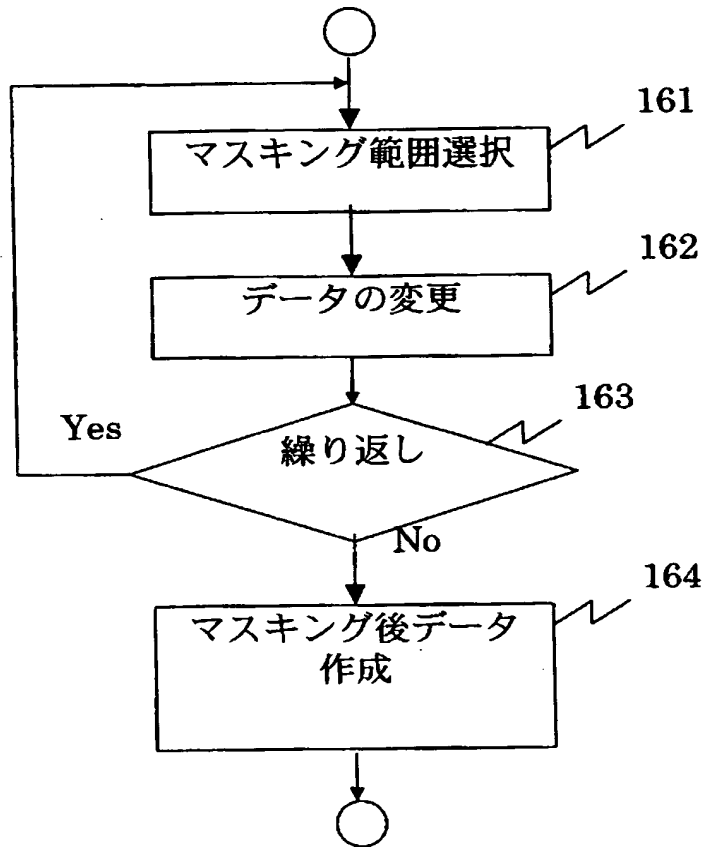 161
マスキング範囲選択
162
データの変更
163
Yes
繰り返し
No
164
マスキング後データ
作成